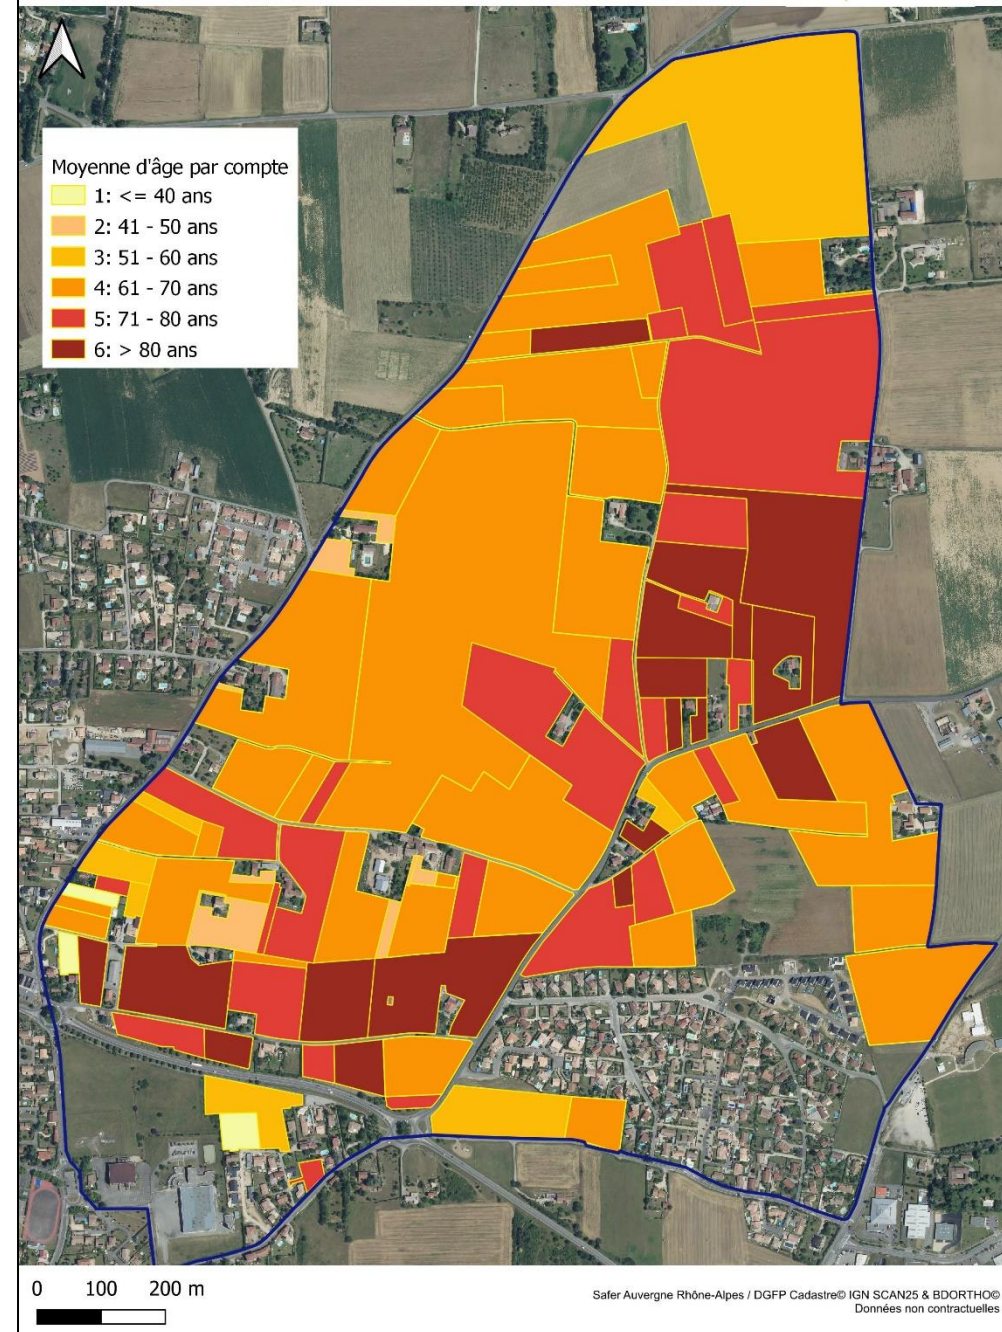 Moyenne d'âge par compte
1: <= 40 ans
2: 41 - 50 ans
3: 51 - 60 ans
4: 61 - 70 ans
5: 71 - 80 ans
6: > 80 ans
0 100 200 m
Safer Auvergne Rhône-Alpes / DGFP Cadastre© IGN SCAN25 & BDORTHO©
Données non contractuelles